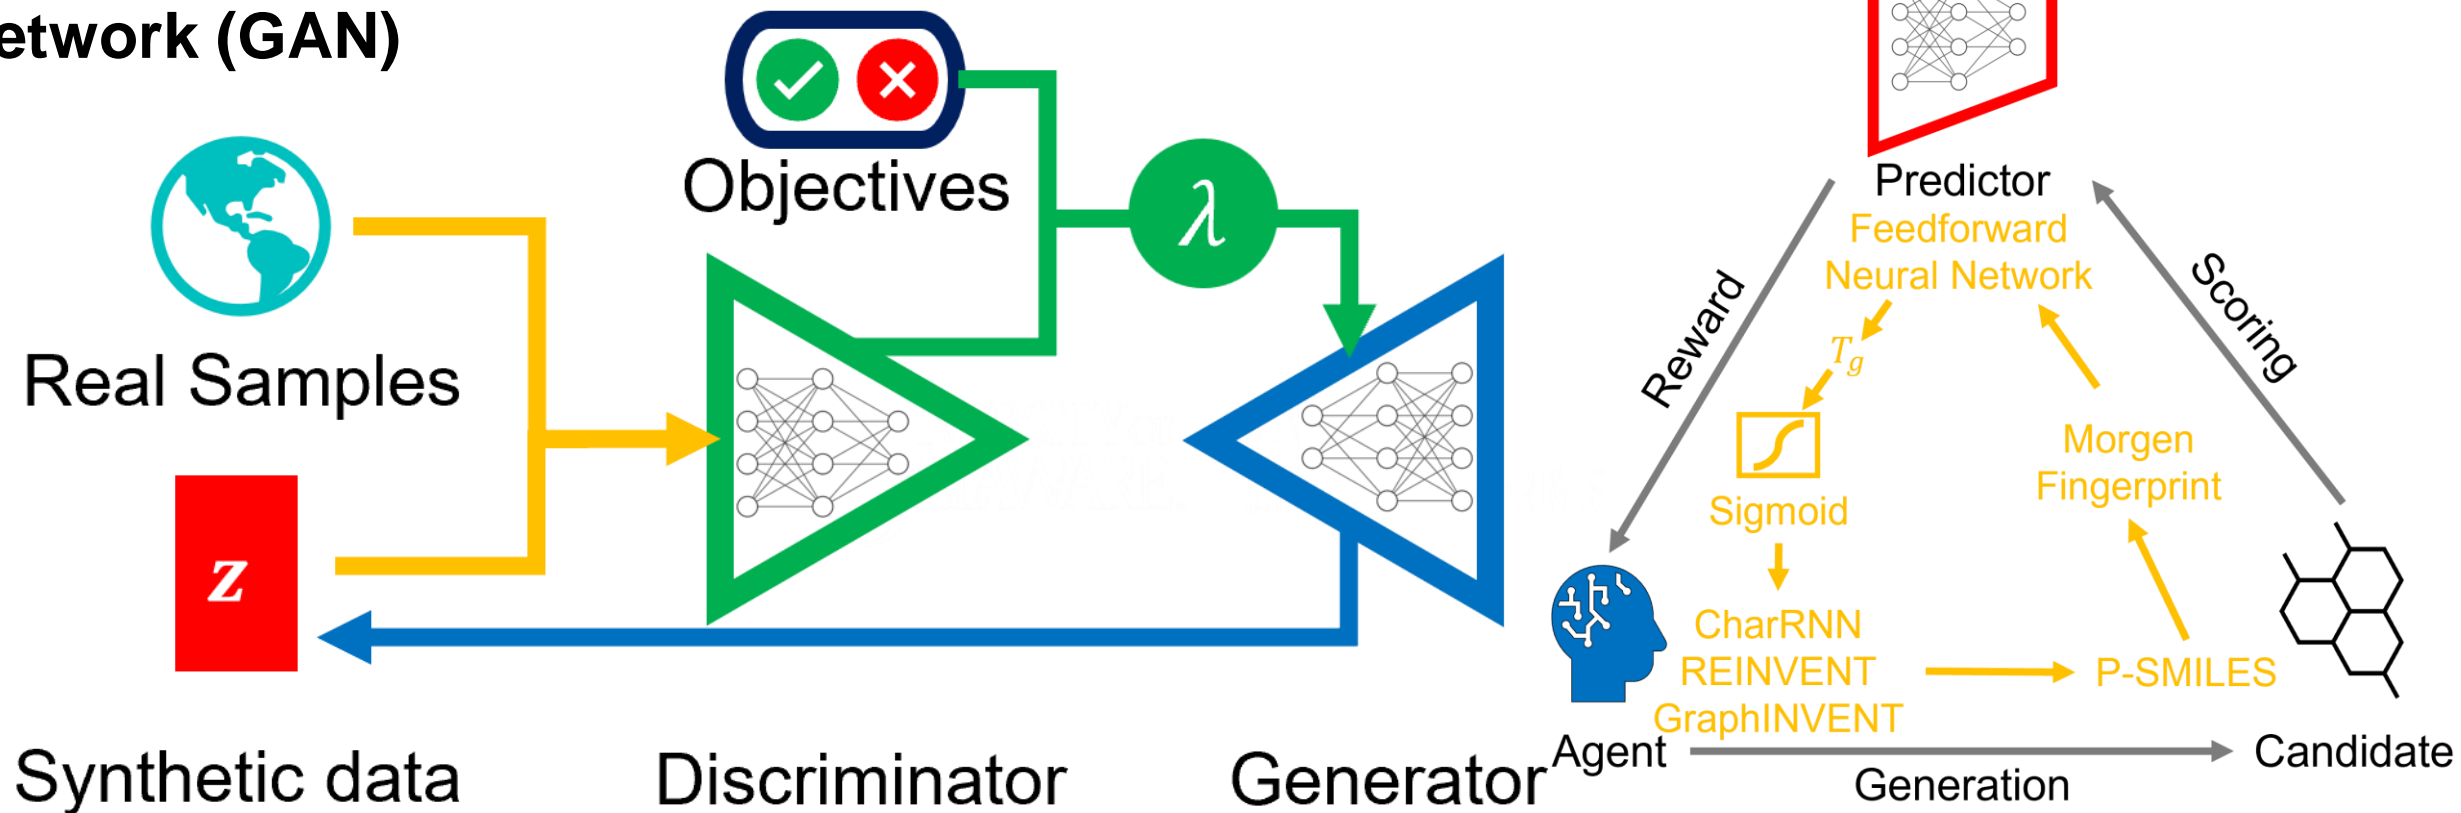 etwork (GAN)
Objectives
λ
Real Samples
z
Synthetic data
Discriminator
Generator
Predictor
Feedforward
Neural Network
Reward
Scoring
Tg
Sigmoid
Morgen
Fingerprint
CharRNN
REINVENT
GraphINVENT
P-SMILES
Agent
Candidate
Generation